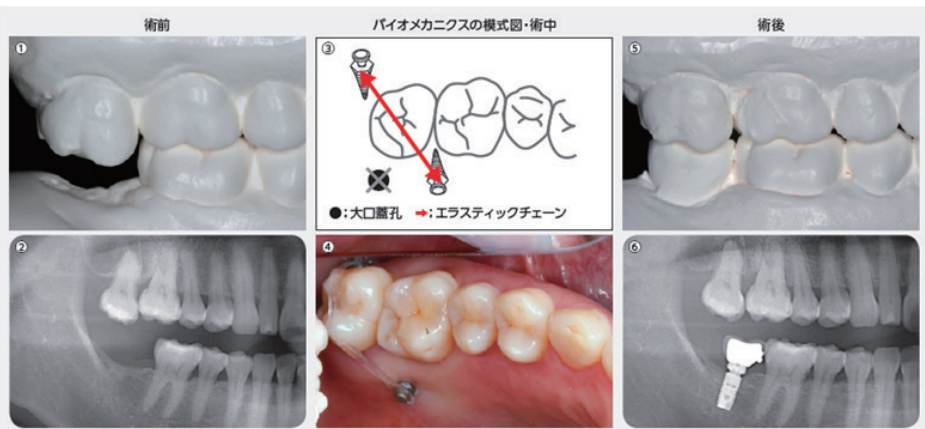 術前
バイオメカニクスの模式図・術中
術後
①
③
⑤
●:大口蓋孔 ➡:エラスティックチェーン
②
④
⑥